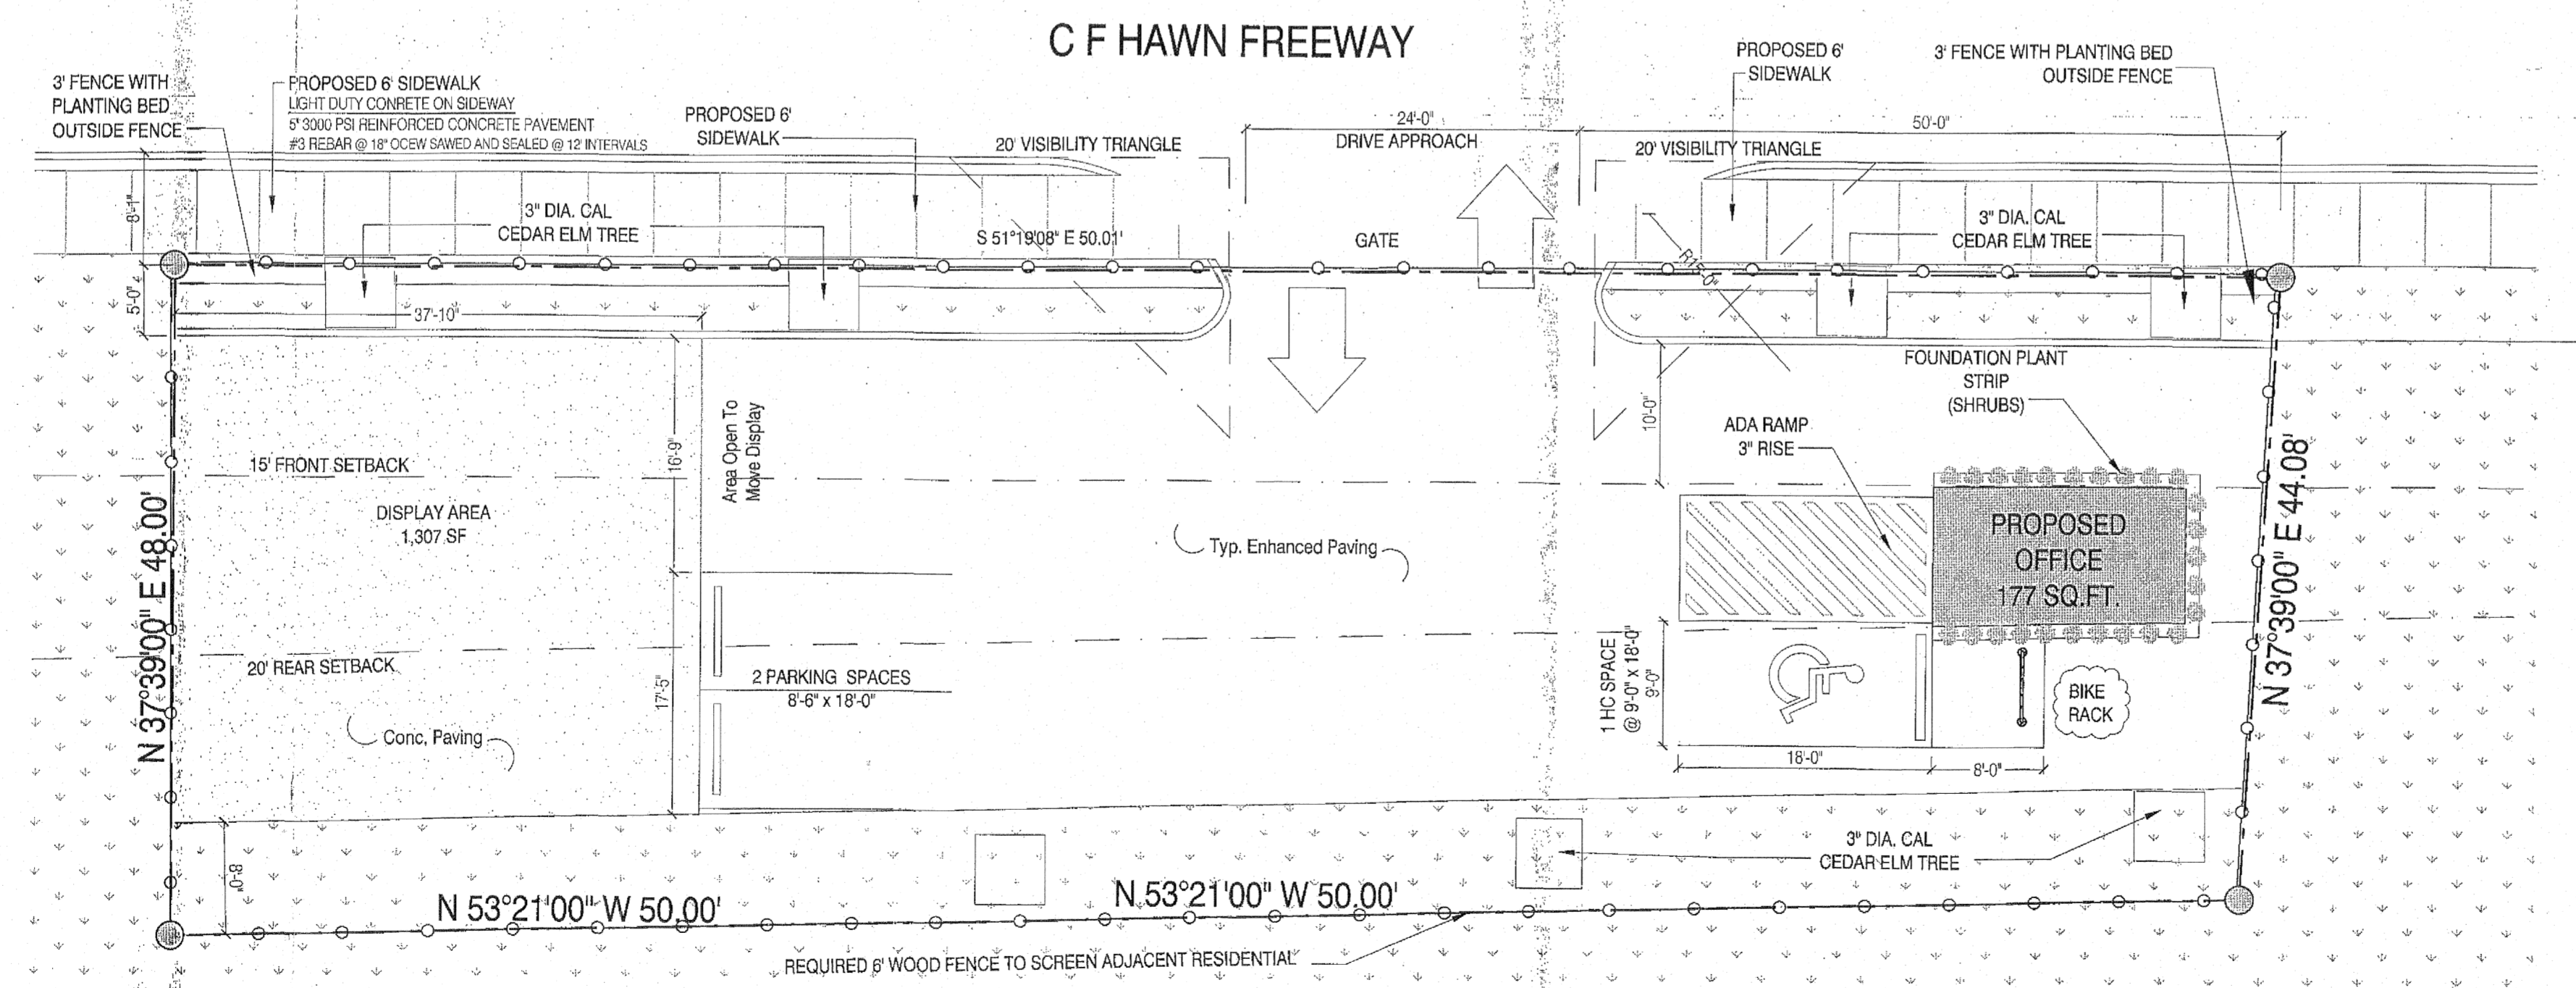 C F HAWN FREEWAY
3' FENCE WITH
PLANTING BED
OUTSIDE FENCE
PROPOSED 6' SIDEWALK
LIGHT DUTY CONRETE ON SIDEWAY
5' 3000 PSI REINFORCED CONCRETE PAVEMENT
#3 REBAR @ 18" OCEW SAWED AND SEALED @ 12' INTERVALS
PROPOSED 6'
SIDEWALK
20' VISIBILITY TRIANGLE
24'-0"
DRIVE APPROACH
PROPOSED 6'
SIDEWALK
3' FENCE WITH PLANTING BED
OUTSIDE FENCE
50'-0"
20' VISIBILITY TRIANGLE
8'-1"
3" DIA. CAL
CEDAR ELM TREE
S 51°19'08" E 50.01'
GATE
R15'-0"
3" DIA. CAL
CEDAR ELM TREE
5'-0"
37'-10"
FOUNDATION PLANT
STRIP
(SHRUBS)
10'-0"
ADA RAMP
3" RISE
Area Open To
Move Display
16'-9"
15' FRONT SETBACK
DISPLAY AREA
1,307 SF
N 37°39'00" E 48.00'
Typ. Enhanced Paving
PROPOSED
OFFICE
177 SQ.FT.
N 37°39'00" E 44.08'
20' REAR SETBACK
17'-5"
2 PARKING SPACES
8'-6" x 18'-0"
1 HC SPACE
@ 9'-0" x 18'-0"
9'-0"
BIKE
RACK
Conc, Paving
18'-0"
8'-0"
8'-0"
3" DIA. CAL
CEDAR ELM TREE
N 53°21'00" W 50.00'
N 53°21'00" W 50.00'
REQUIRED 6' WOOD FENCE TO SCREEN ADJACENT RESIDENTIAL